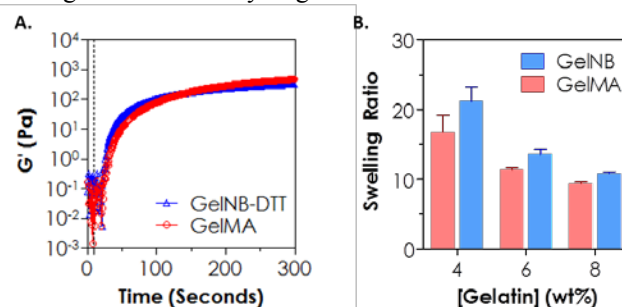 A.
10⁴
10³
10²
10¹
10⁰
10⁻¹
10⁻²
10⁻³
G' (Pa)
GelNB-DTT
GelMA
0
100
200
300
Time (Seconds)
B.
30
20
10
0
Swelling Ratio
GelNB
GelMA
4
6
8
[Gelatin] (wt%)